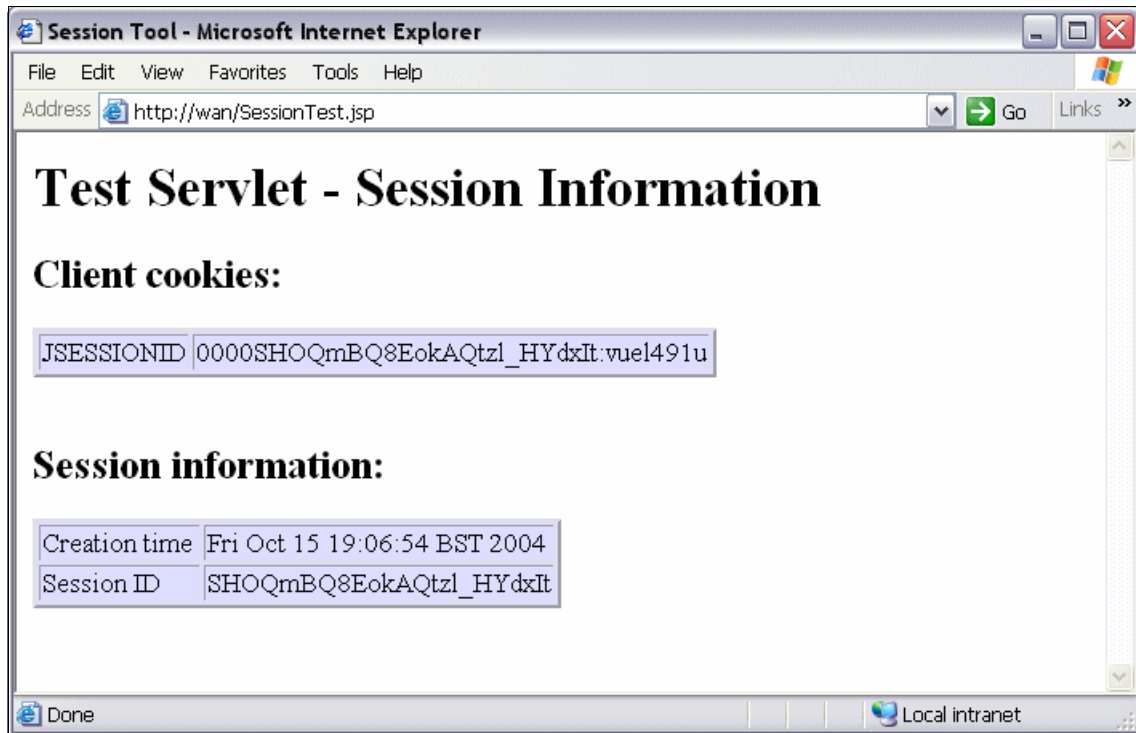 Session Tool - Microsoft Internet Explorer
File Edit View Favorites Tools Help
Address http://wan/SessionTest.jsp Go Links »
Test Servlet - Session Information
Client cookies:
JSESSIONID 0000SHOQmBQ8EokAQtzl_HYdxIt:vuel491u
Session information:
Creation time Fri Oct 15 19:06:54 BST 2004
Session ID SHOQmBQ8EokAQtzl_HYdxIt
Done Local intranet